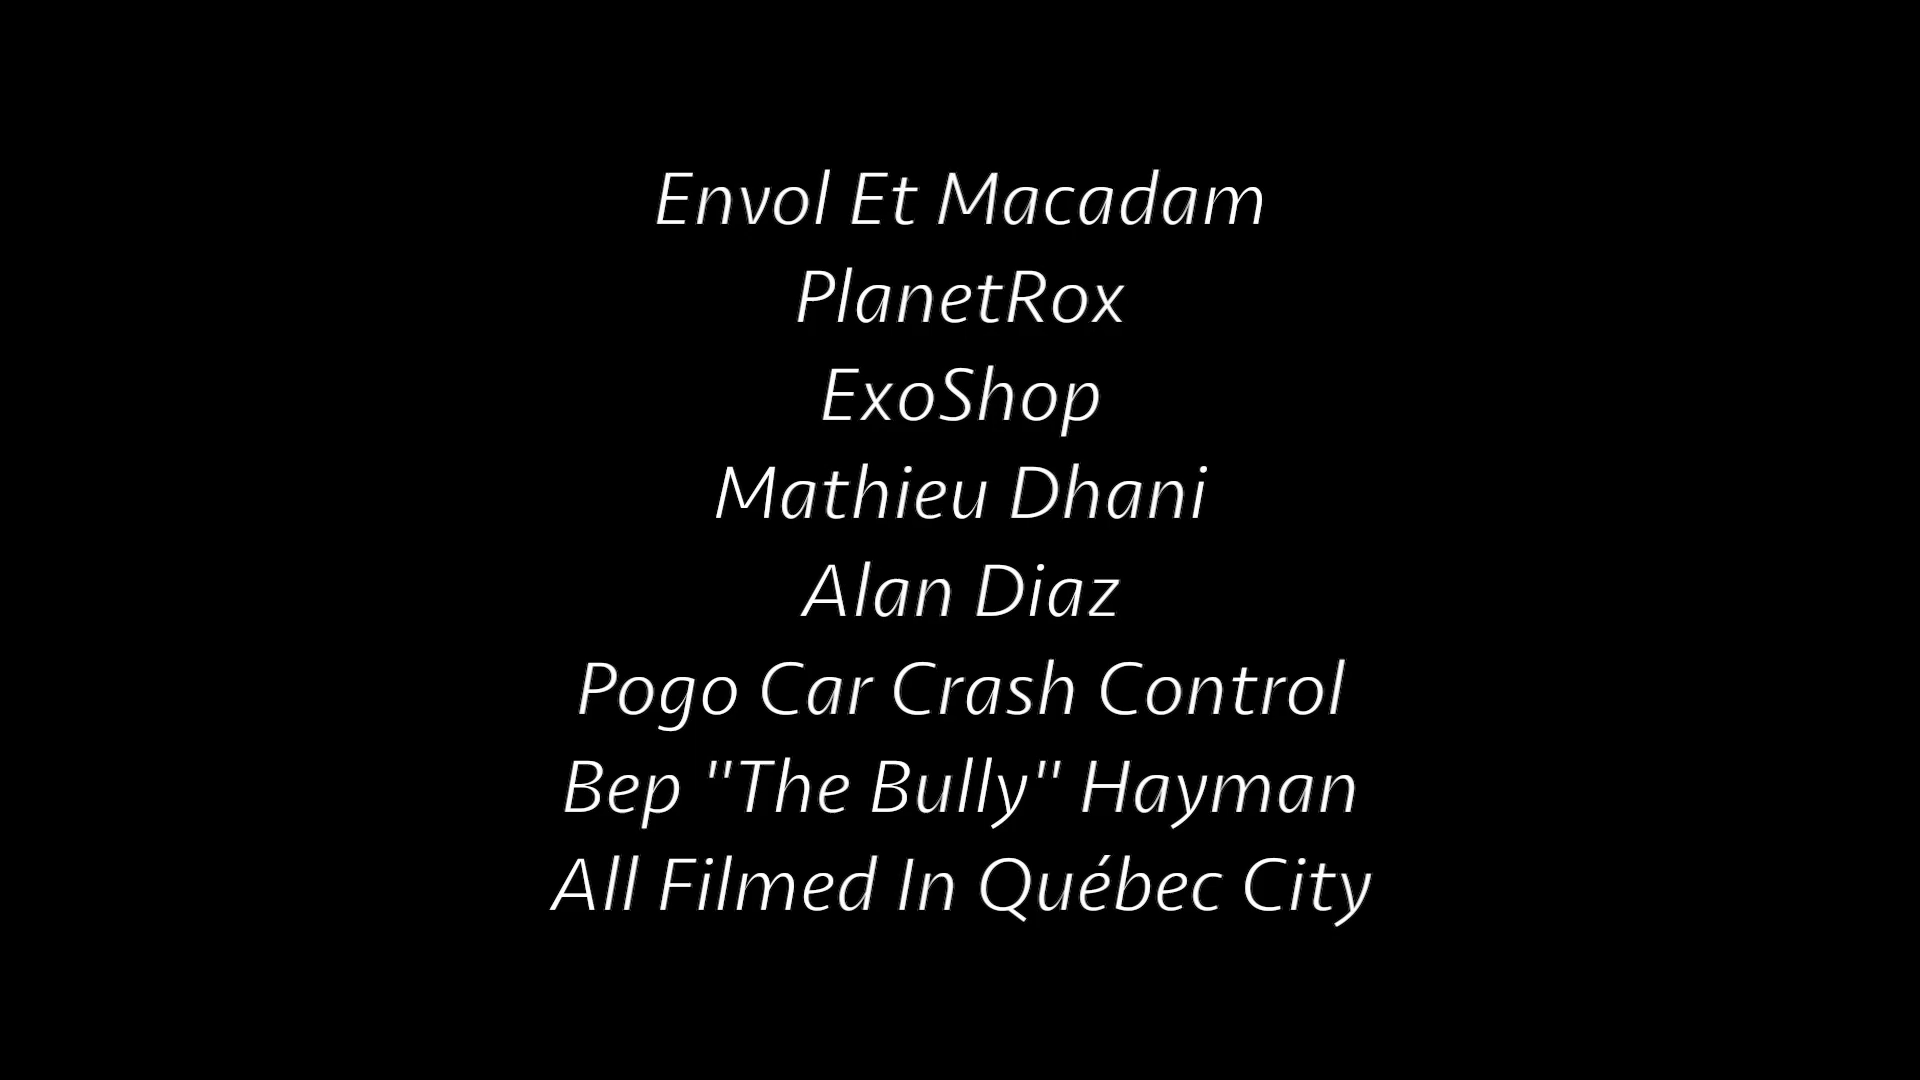 Envol Et Macadam
PlanetRox
ExoShop
Mathieu Dhani
Alan Diaz
Pogo Car Crash Control
Bep "The Bully" Hayman
All Filmed In Québec City